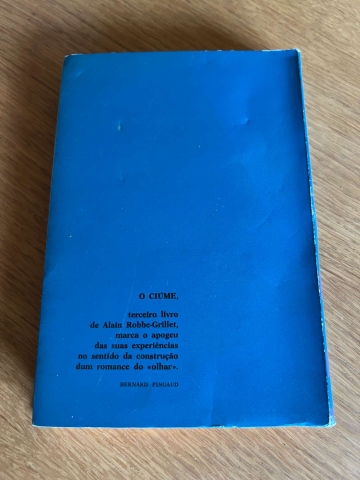 O CIÚME,
terceiro livro
de Alain Robbe-Grillet,
marca o apogeu
das suas experiências
no sentido da construção
dum romance do «olhar».
BERNARD PINGAUD